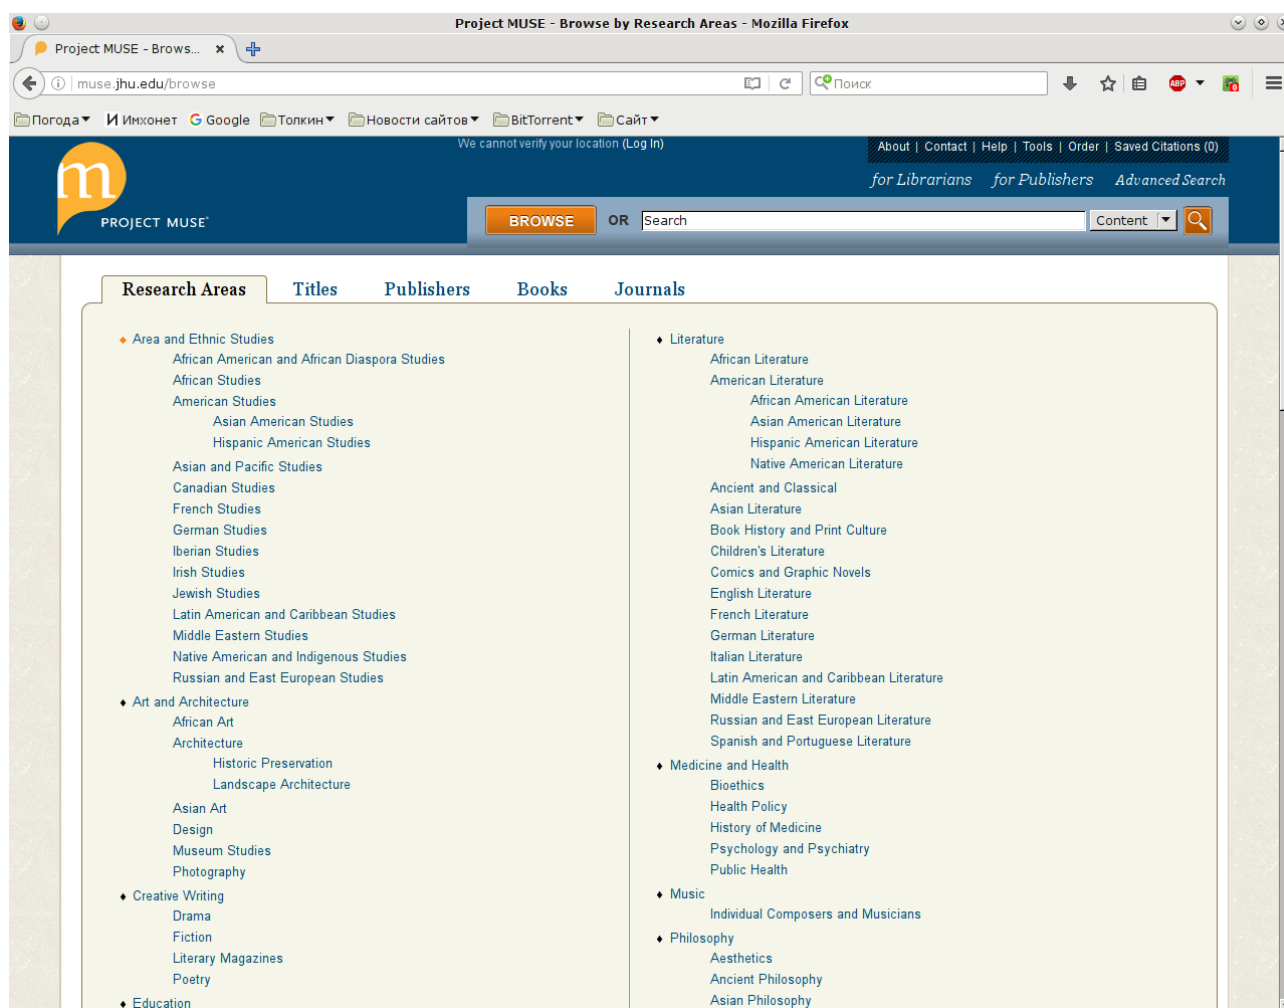 Project MUSE - Browse by Research Areas - Mozilla Firefox
Project MUSE - Brows...
muse.jhu.edu/browse
Поиск
ABP
0
Погода
Имхонет
Google
Толкин
Новости сайтов
BitTorrent
Сайт
We cannot verify your location (Log In)
About | Contact | Help | Tools | Order | Saved Citations (0)
for Librarians for Publishers Advanced Search
m
PROJECT MUSE®
BROWSE OR Search Content
Research Areas Titles Publishers Books Journals
Area and Ethnic Studies
African American and African Diaspora Studies
African Studies
American Studies
Asian American Studies
Hispanic American Studies
Asian and Pacific Studies
Canadian Studies
French Studies
German Studies
Iberian Studies
Irish Studies
Jewish Studies
Latin American and Caribbean Studies
Middle Eastern Studies
Native American and Indigenous Studies
Russian and East European Studies
Art and Architecture
African Art
Architecture
Historic Preservation
Landscape Architecture
Asian Art
Design
Museum Studies
Photography
Creative Writing
Drama
Fiction
Literary Magazines
Poetry
Education
Literature
African Literature
American Literature
African American Literature
Asian American Literature
Hispanic American Literature
Native American Literature
Ancient and Classical
Asian Literature
Book History and Print Culture
Children's Literature
Comics and Graphic Novels
English Literature
French Literature
German Literature
Italian Literature
Latin American and Caribbean Literature
Middle Eastern Literature
Russian and East European Literature
Spanish and Portuguese Literature
Medicine and Health
Bioethics
Health Policy
History of Medicine
Psychology and Psychiatry
Public Health
Music
Individual Composers and Musicians
Philosophy
Aesthetics
Ancient Philosophy
Asian Philosophy